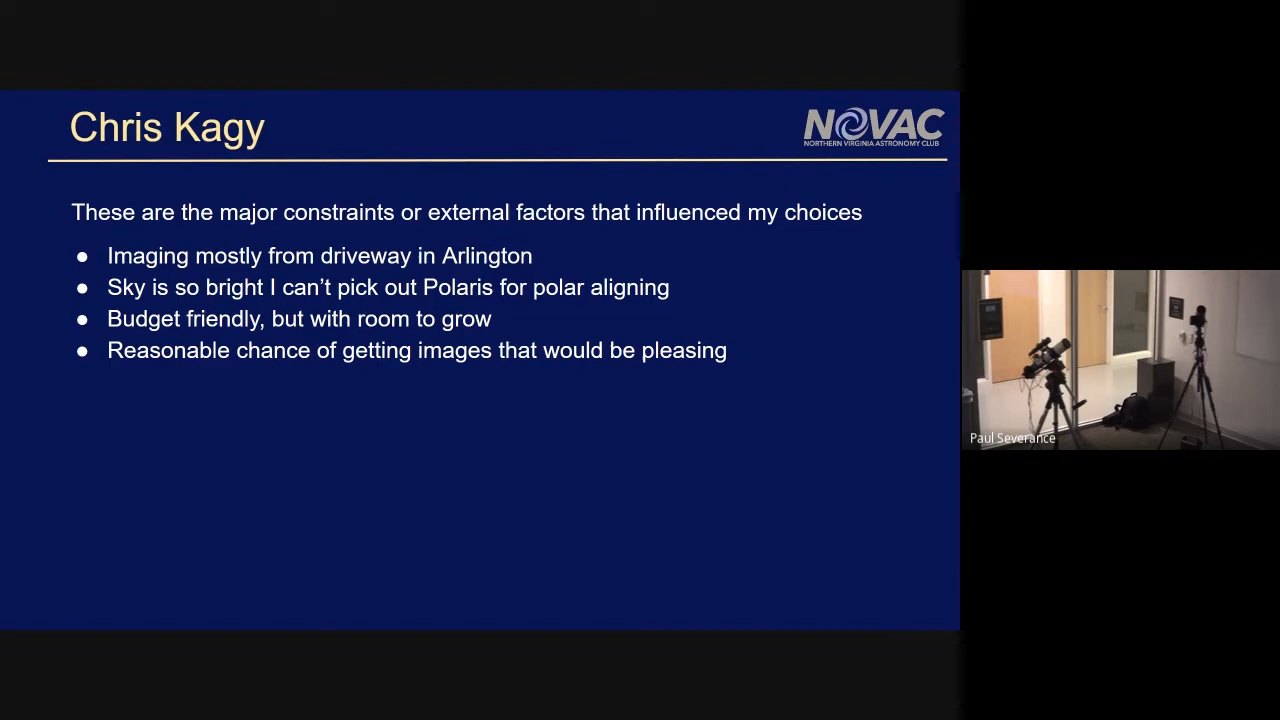 Chris Kagy
NOVAC
NORTHERN VIRGINIA ASTRONOMY CLUB
These are the major constraints or external factors that influenced my choices
● Imaging mostly from driveway in Arlington
● Sky is so bright I can’t pick out Polaris for polar aligning
● Budget friendly, but with room to grow
● Reasonable chance of getting images that would be pleasing
Paul Severance